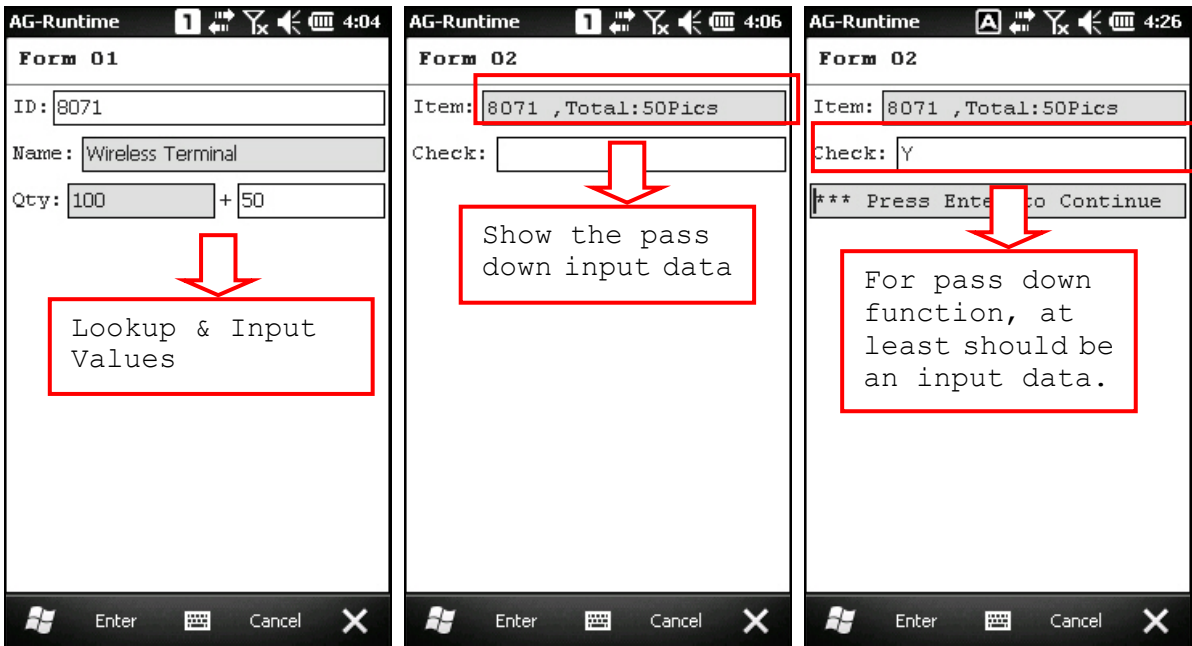 AG-Runtime 1 4:04
Form 01
ID: 8071
Name: Wireless Terminal
Qty: 100 + 50
Lookup & Input
Values
Enter Cancel
AG-Runtime 1 4:06
Form 02
Item: 8071 ,Total:50Pics
Check:
Show the pass
down input data
Enter Cancel
AG-Runtime A 4:26
Form 02
Item: 8071 ,Total:50Pics
Check: Y
*** Press Enter to Continue
For pass down
function, at
least should be
an input data.
Enter Cancel